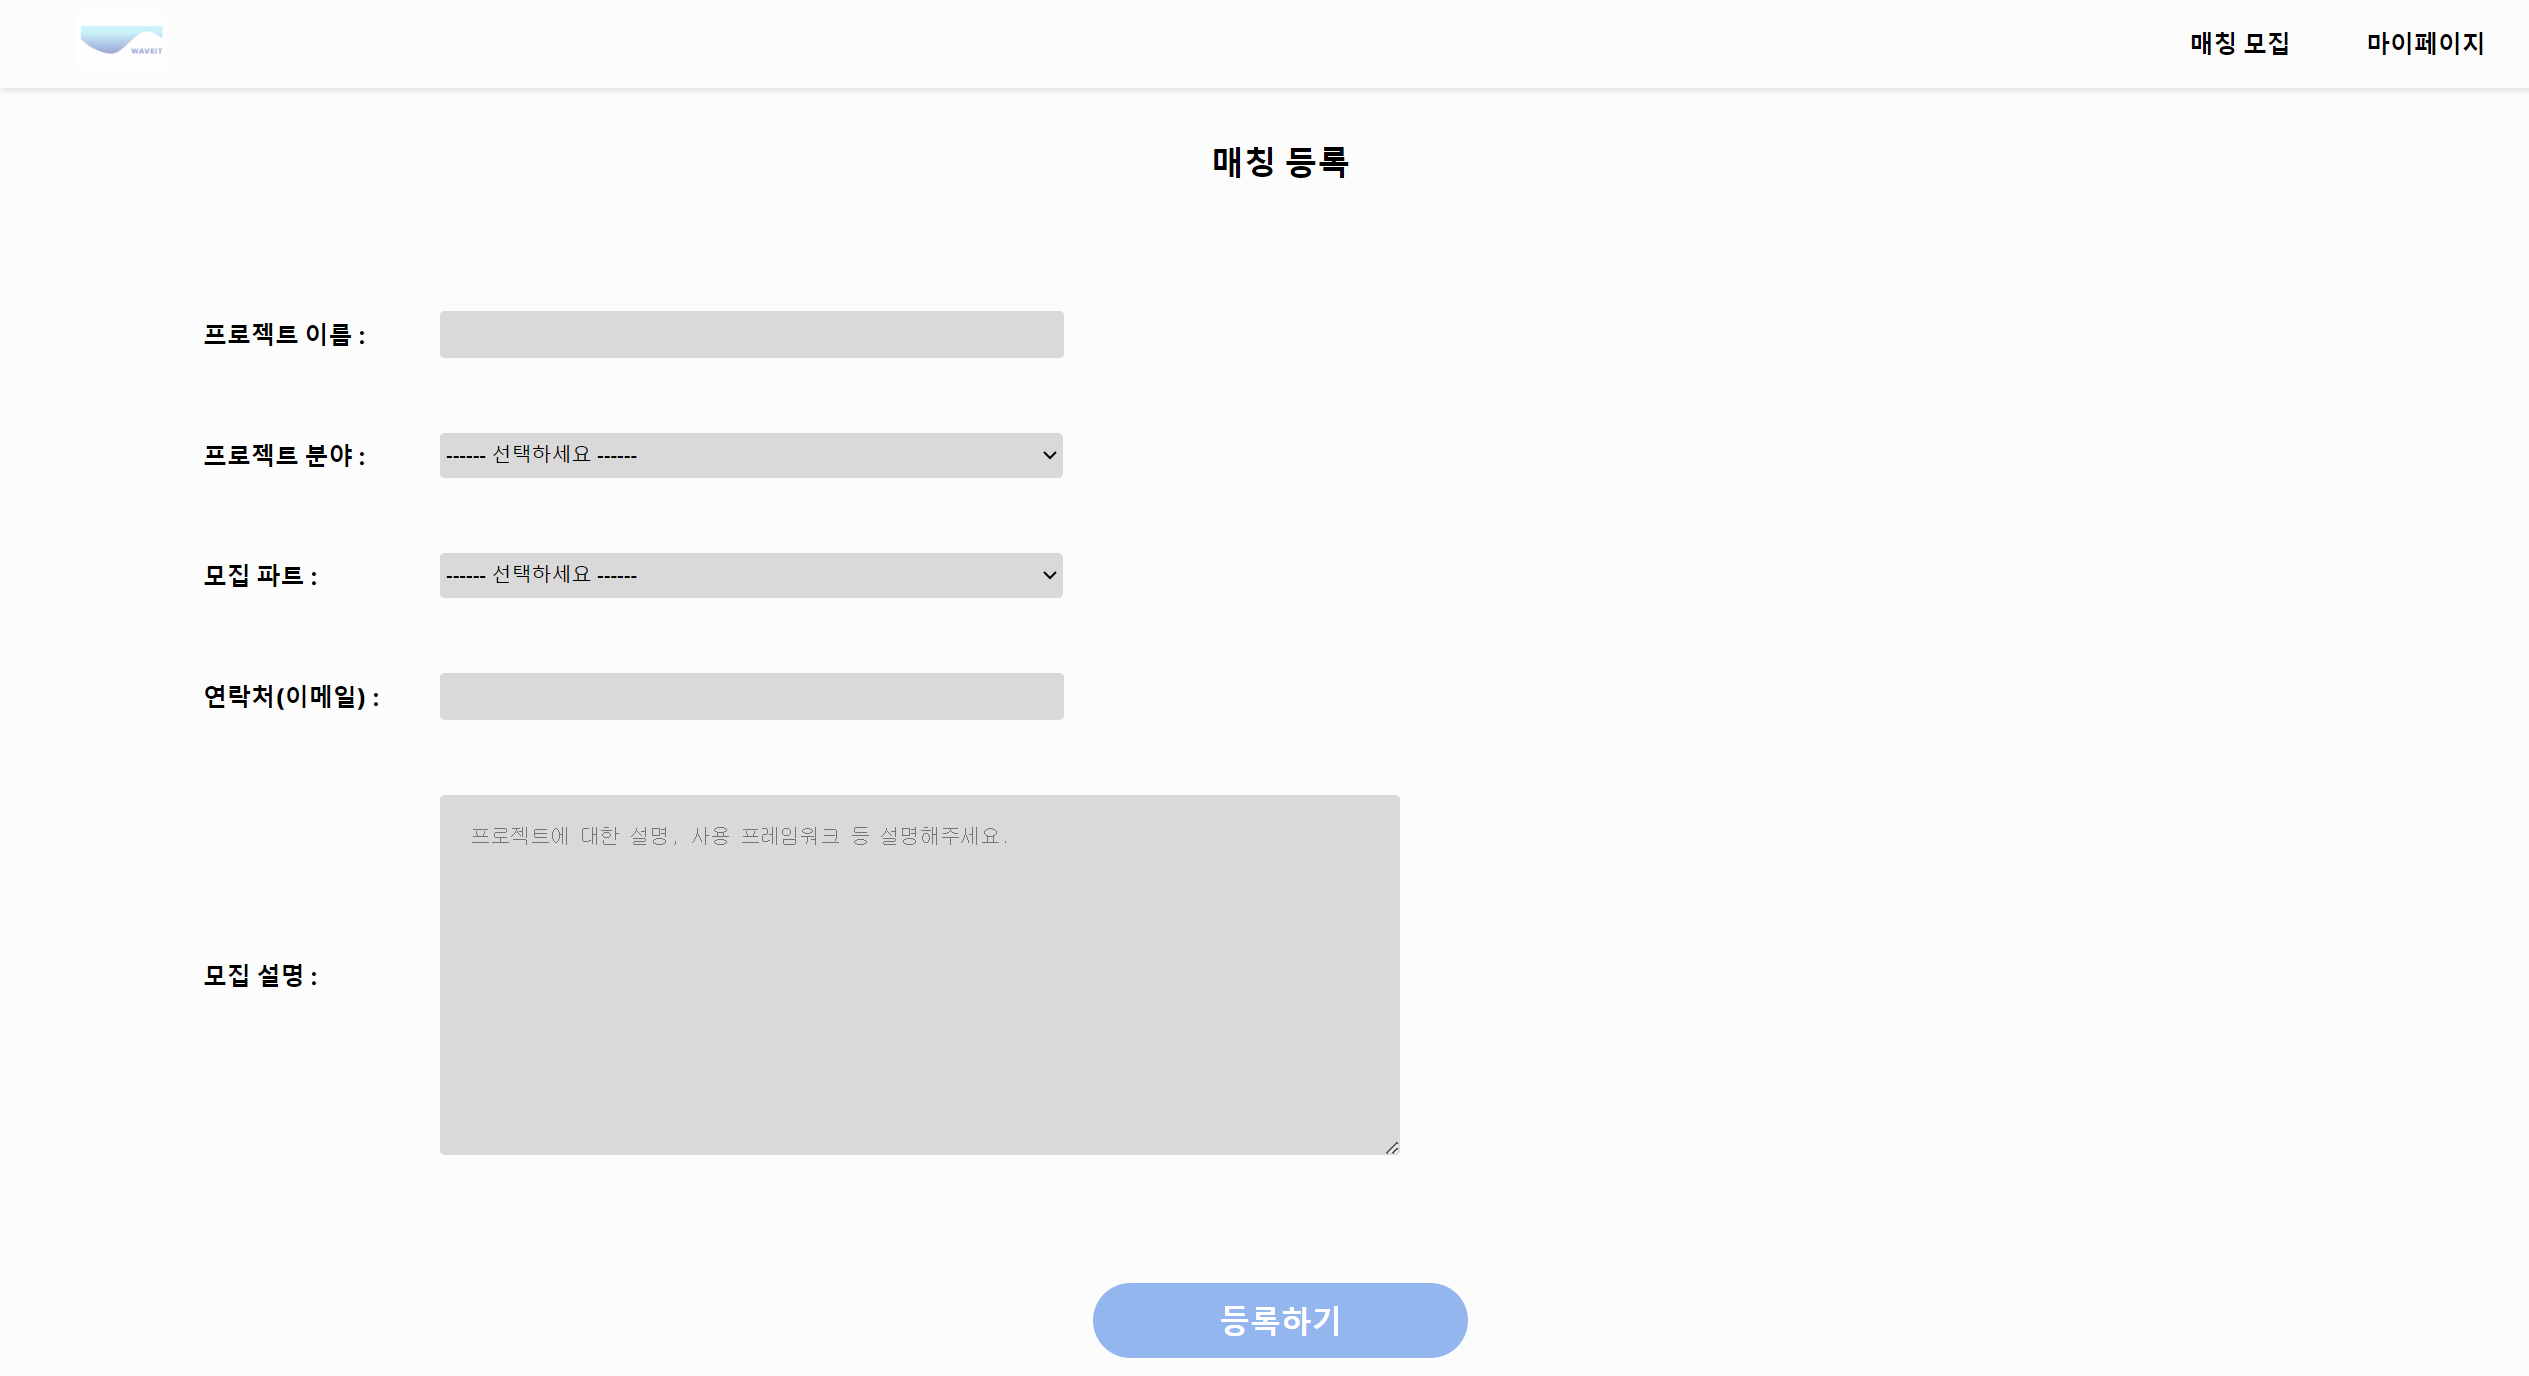 WAVEIT
매칭 모집
마이페이지
매칭 등록
프로젝트 이름 :
프로젝트 분야 :
------ 선택하세요 ------
모집 파트 :
------ 선택하세요 ------
연락처(이메일) :
프로젝트에 대한 설명, 사용 프레임워크 등 설명해주세요.
모집 설명 :
등록하기